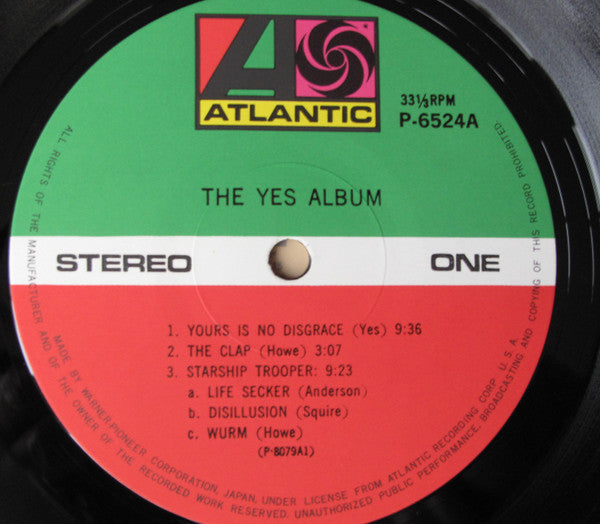 ATLANTIC
33⅓RPM
P-6524A
THE YES ALBUM
STEREO
ONE
1. YOURS IS NO DISGRACE (Yes) 9:36
2. THE CLAP (Howe) 3:07
3. STARSHIP TROOPER: 9:23
a. LIFE SECKER (Anderson)
b. DISILLUSION (Squire)
c. WURM (Howe)
(P-8079A1)
ALL RIGHTS OF THE MANUFACTURER AND OF THE OWNER OF THE RECORDED WORK RESERVED. UNAUTHORIZED PUBLIC PERFORMANCE, BROADCASTING AND COPYING OF THIS RECORD PROHIBITED
MADE BY WARNER-PIONEER CORPORATION, JAPAN, UNDER LICENSE FROM ATLANTIC RECORDING CORP. U.S.A.